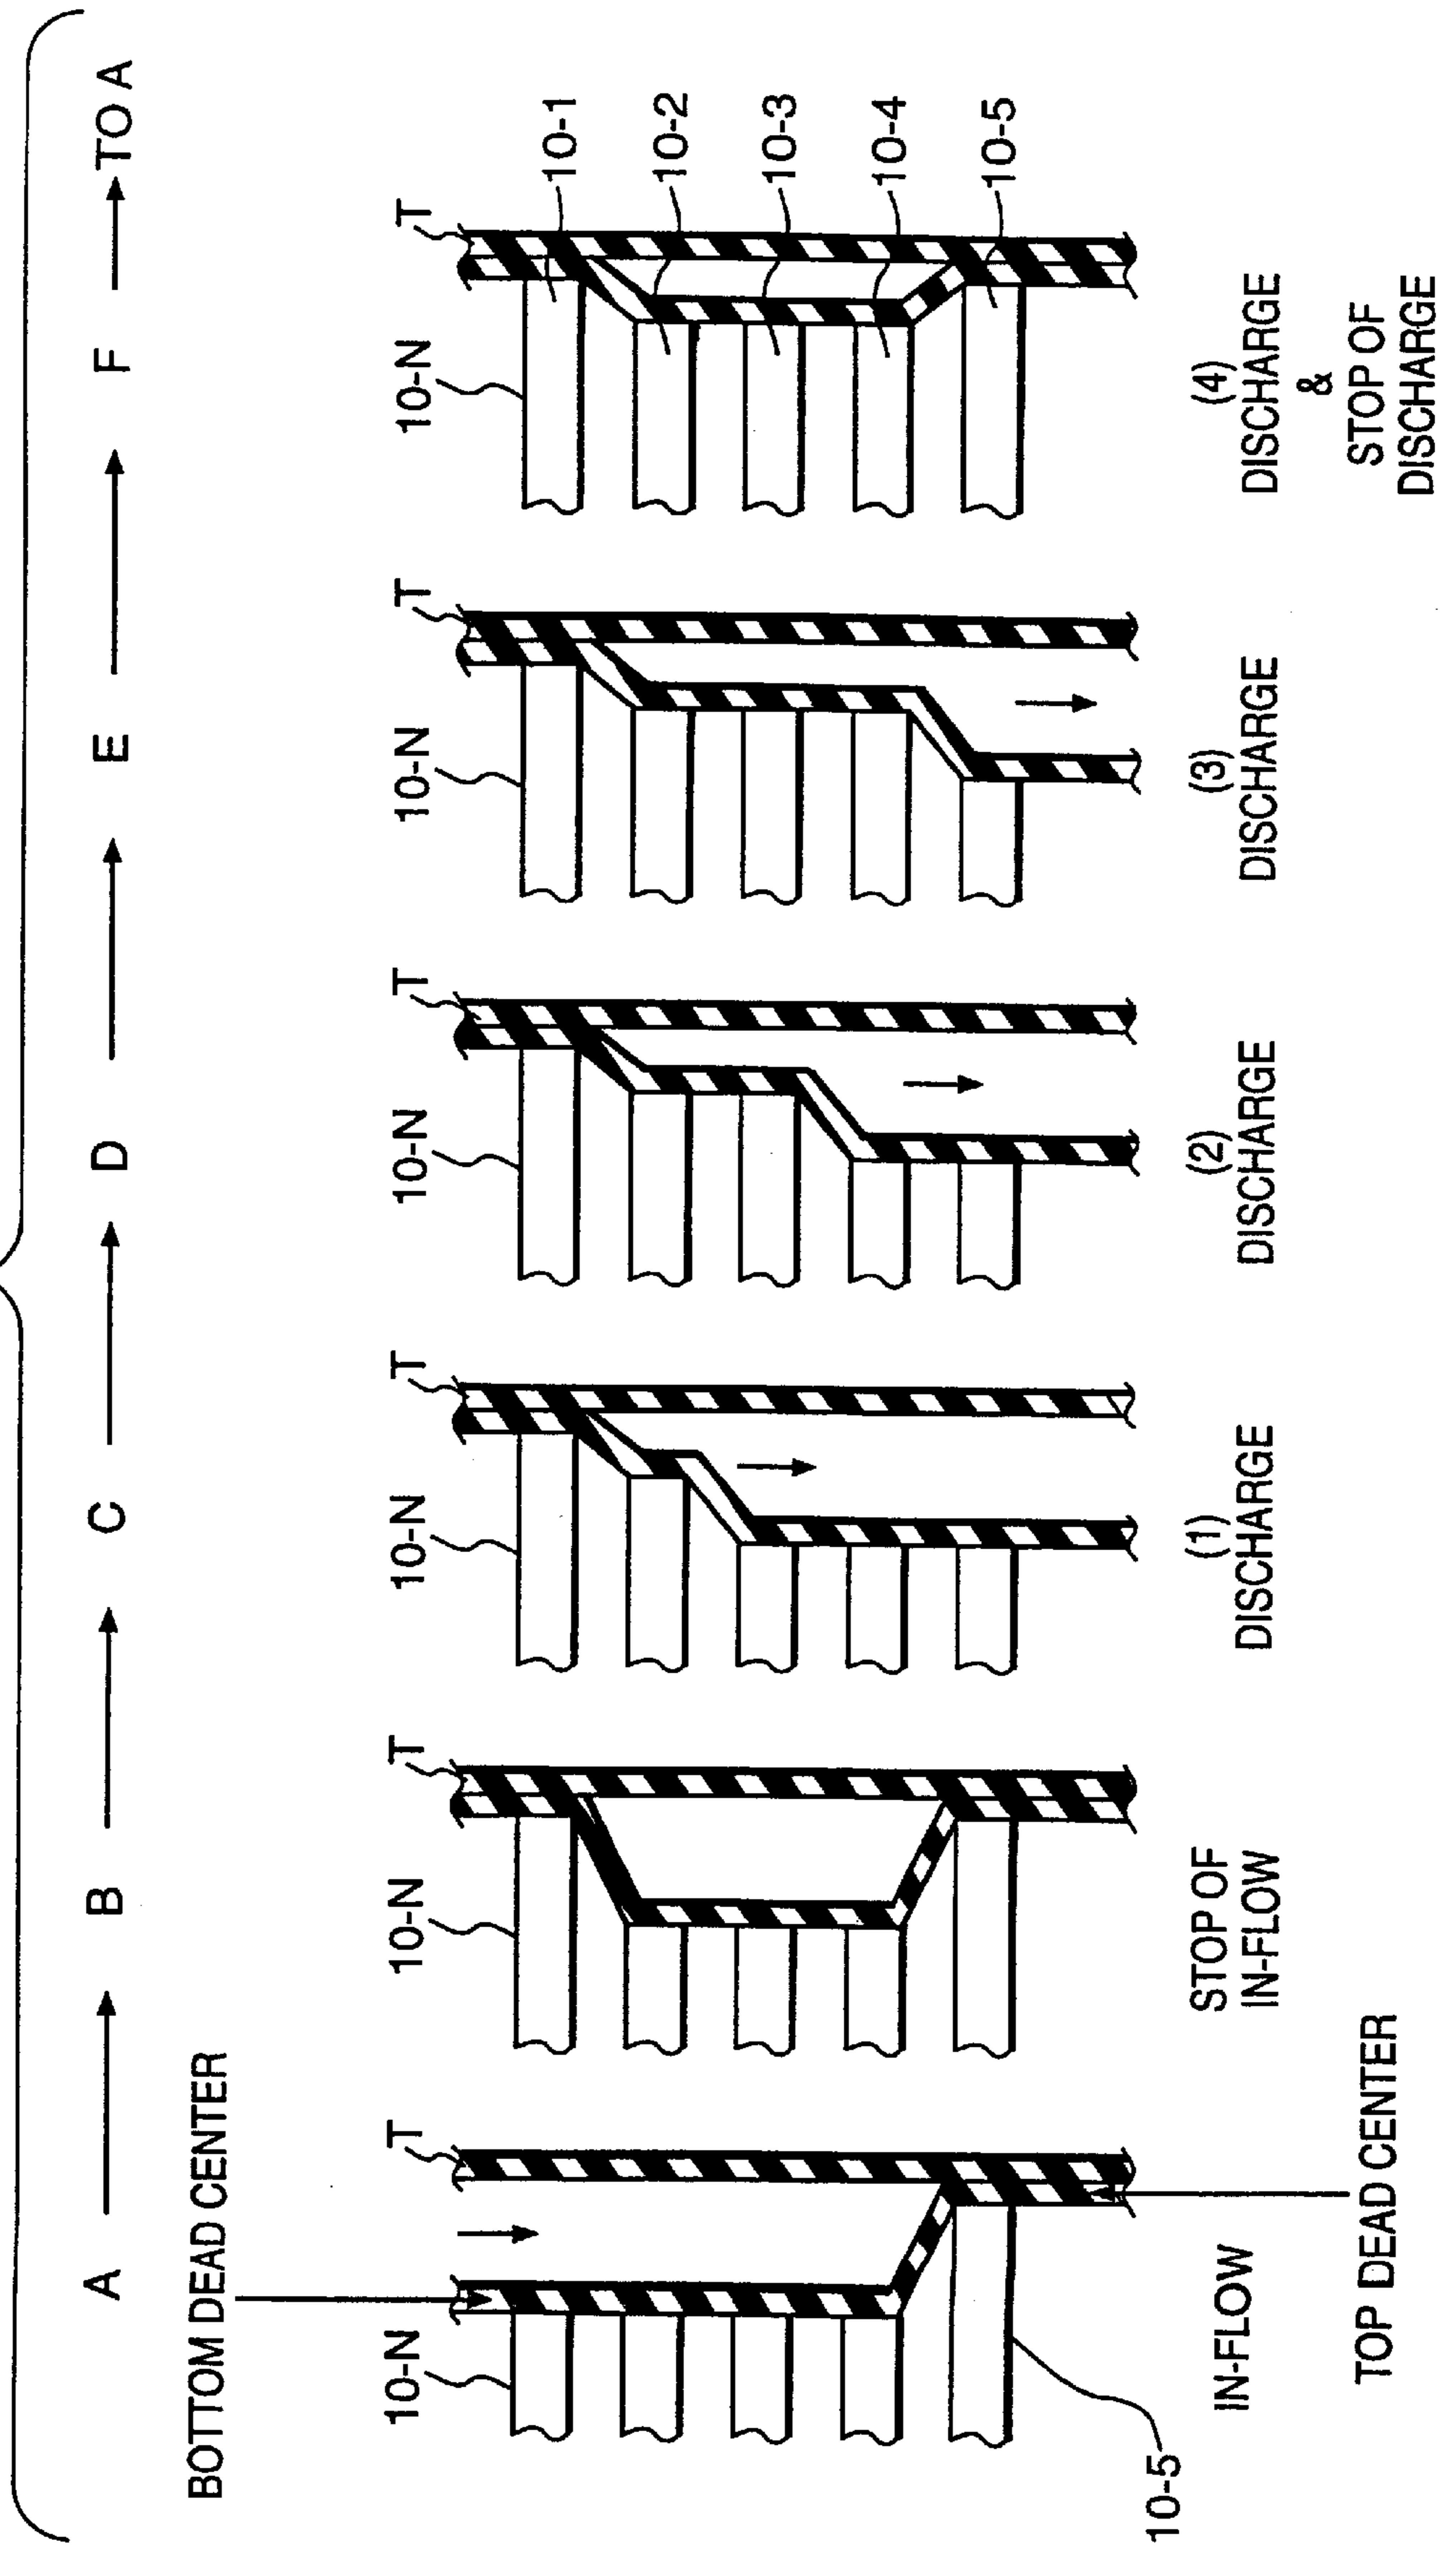 A B C D E F TO A
BOTTOM DEAD CENTER
10-N T
10-5
IN-FLOW
TOP DEAD CENTER
10-N T
STOP OF
IN-FLOW
10-N T
(1)
DISCHARGE
10-N T
(2)
DISCHARGE
10-N T
(3)
DISCHARGE
10-N T
10-1
10-2
10-3
10-4
10-5
(4)
DISCHARGE
&
STOP OF
DISCHARGE